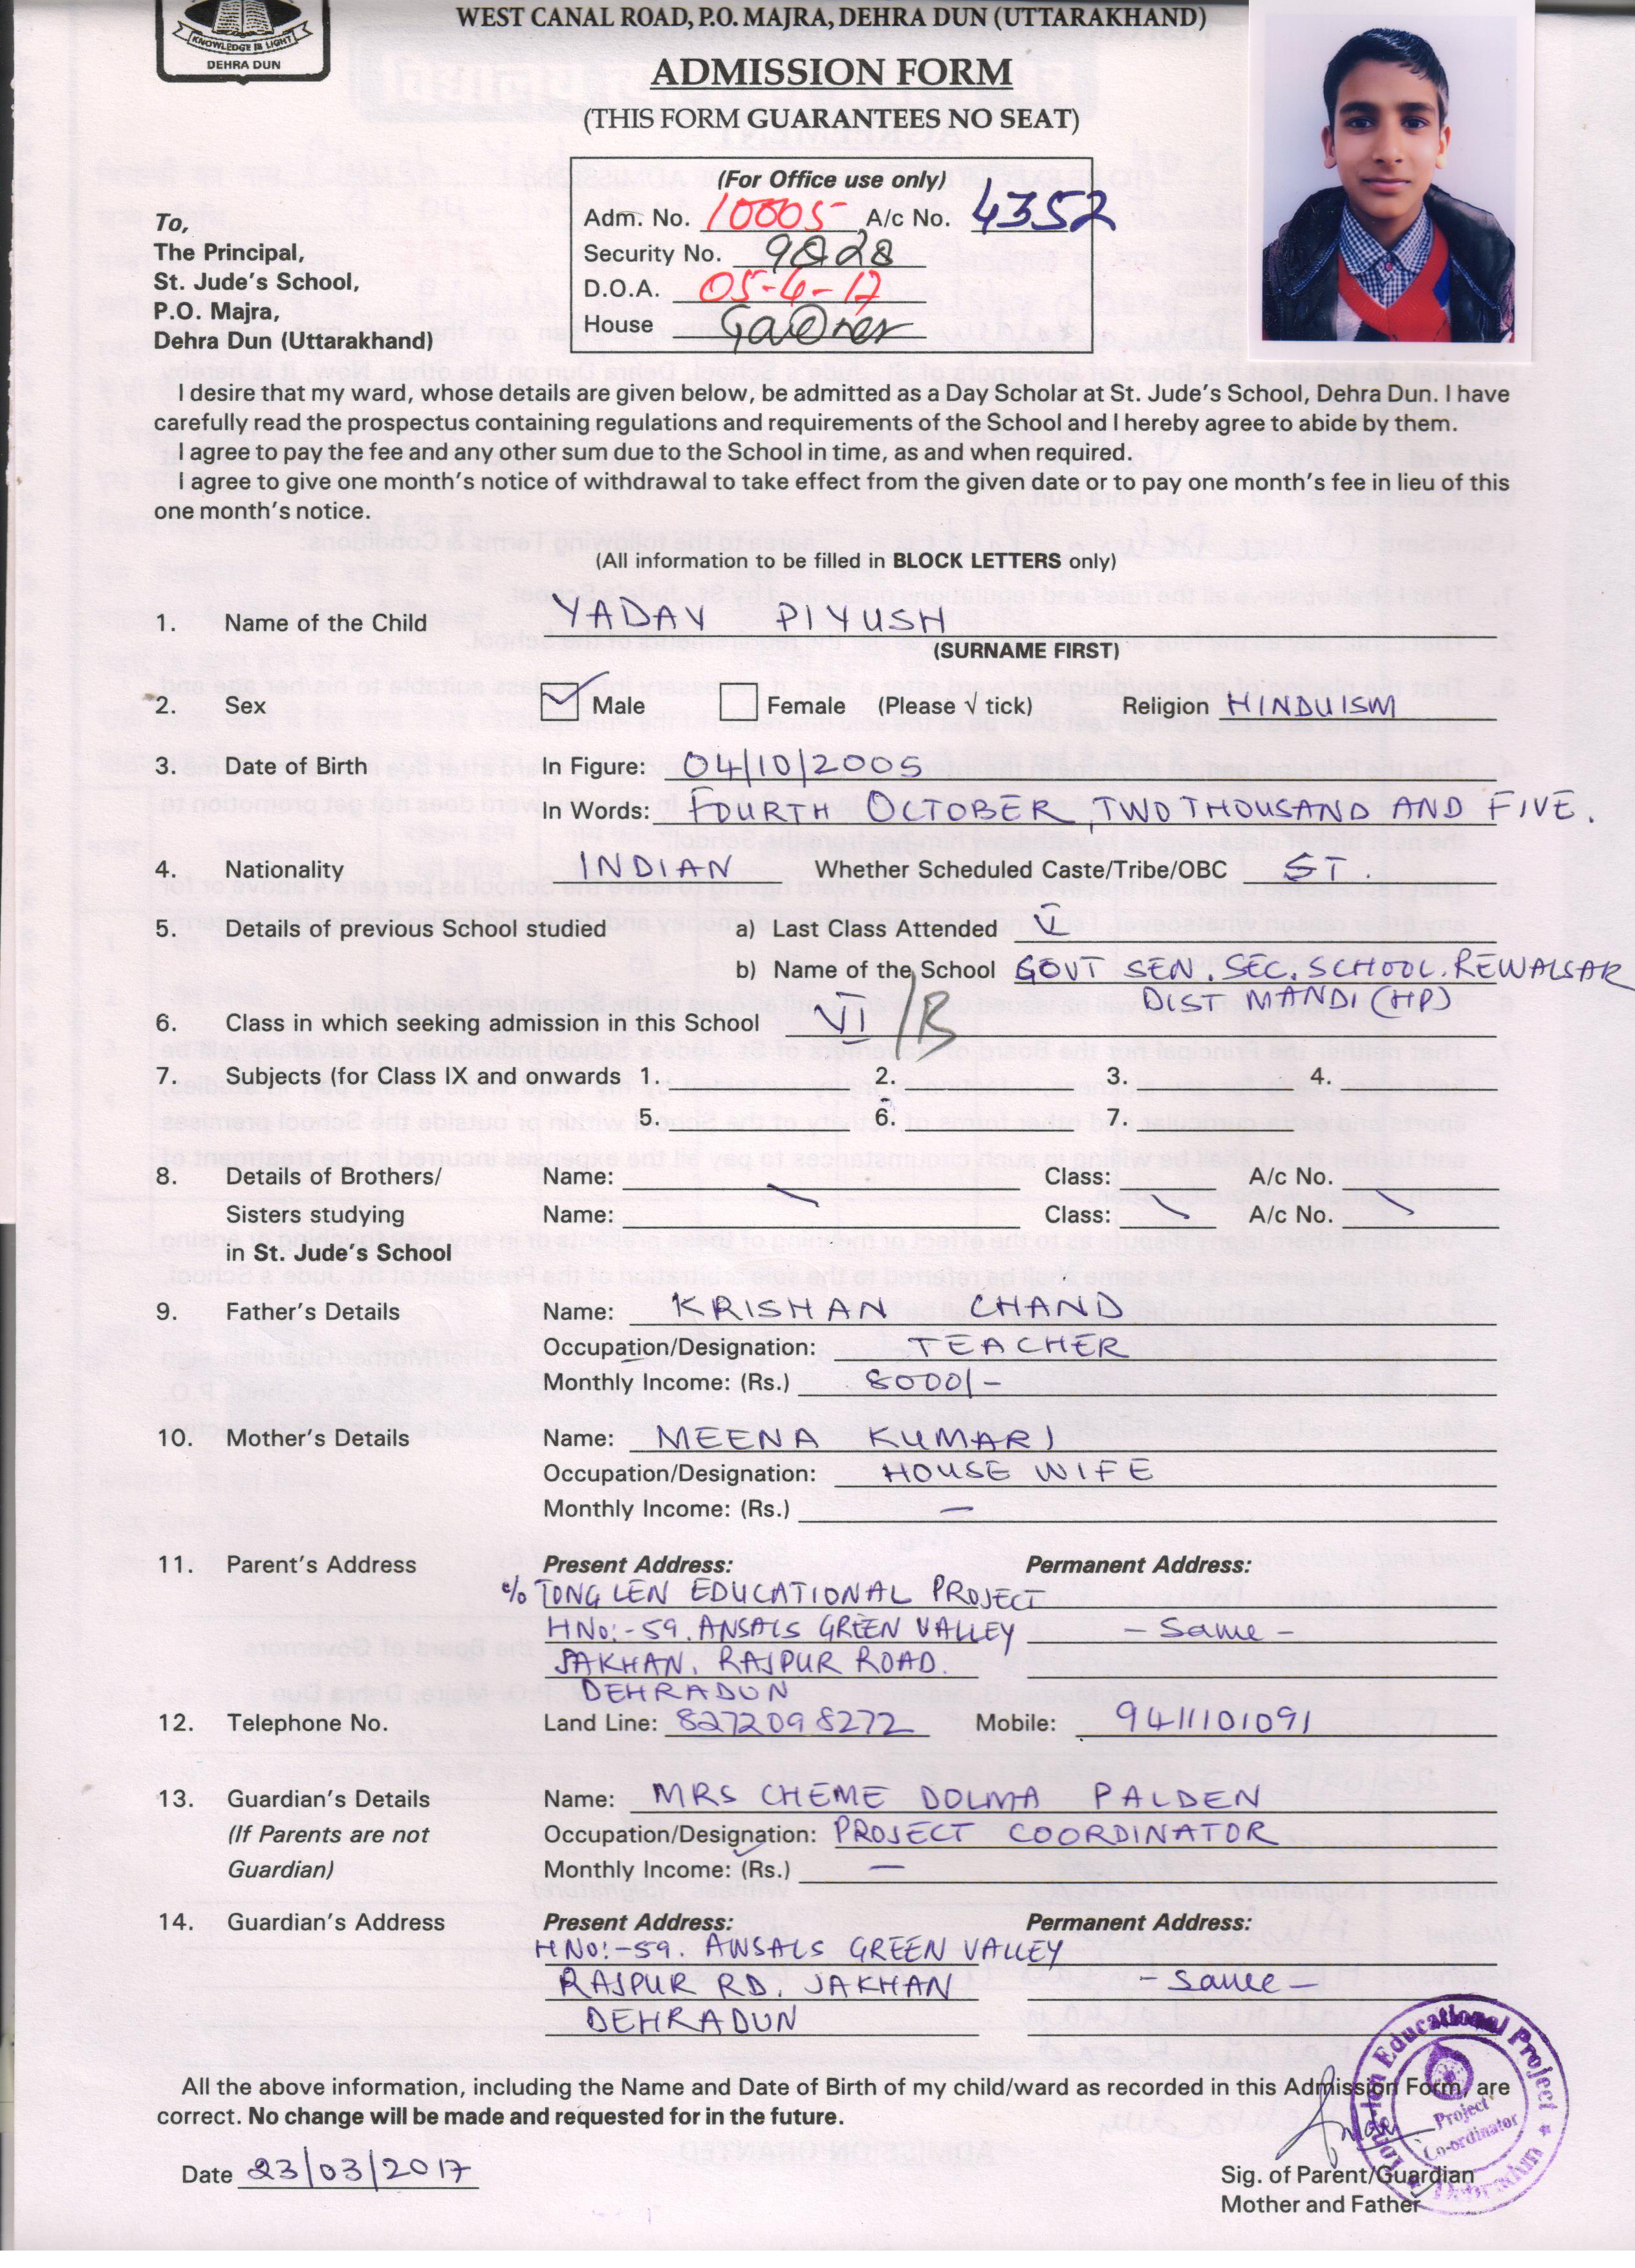 KNOWLEDGE IS LIGHT
DEHRA DUN
WEST CANAL ROAD, P.O. MAJRA, DEHRA DUN (UTTARAKHAND)
ADMISSION FORM
(THIS FORM GUARANTEES NO SEAT)
(For Office use only)
Adm. No. 10005 A/c No. 4352
Security No. 9828
D.O.A. 05-4-17
House
To,
The Principal,
St. Jude's School,
P.O. Majra,
Dehra Dun (Uttarakhand)
I desire that my ward, whose details are given below, be admitted as a Day Scholar at St. Jude's School, Dehra Dun. I have
carefully read the prospectus containing regulations and requirements of the School and I hereby agree to abide by them.
I agree to pay the fee and any other sum due to the School in time, as and when required.
I agree to give one month's notice of withdrawal to take effect from the given date or to pay one month's fee in lieu of this
one month's notice.
(All information to be filled in BLOCK LETTERS only)
1. Name of the Child YADAV PIYUSH
(SURNAME FIRST)
2. Sex Male Female (Please √ tick) Religion HINDUISM
3. Date of Birth In Figure: 04/10/2005
In Words: FOURTH OCTOBER, TWO THOUSAND AND FIVE.
4. Nationality INDIAN Whether Scheduled Caste/Tribe/OBC ST.
5. Details of previous School studied a) Last Class Attended V
b) Name of the School GOVT SEN. SEC. SCHOOL. REWALSAR
DIST MANDI (HP)
6. Class in which seeking admission in this School VI/B
7. Subjects (for Class IX and onwards 1. 2. 3. 4.
5. 6. 7.
8. Details of Brothers/ Name: Class: A/c No.
Sisters studying Name: Class: A/c No.
in St. Jude's School
9. Father's Details Name: KRISHAN CHAND
Occupation/Designation: TEACHER
Monthly Income: (Rs.) 8000/-
10. Mother's Details Name: MEENA KUMARI
Occupation/Designation: HOUSE WIFE
Monthly Income: (Rs.) —
11. Parent's Address Present Address: Permanent Address:
c/o TONG LEN EDUCATIONAL PROJECT
HNo:-59. ANSALS GREEN VALLEY - Same -
JAKHAN, RAJPUR ROAD.
DEHRADUN
12. Telephone No. Land Line: 8272098272 Mobile: 9411101091
13. Guardian's Details Name: MRS CHEME DOLMA PALDEN
(If Parents are not Occupation/Designation: PROJECT COORDINATOR
Guardian) Monthly Income: (Rs.) —
14. Guardian's Address Present Address: Permanent Address:
HNO:-59. ANSALS GREEN VALLEY
RAJPUR RD. JAKHAN - Same -
DEHRADUN
All the above information, including the Name and Date of Birth of my child/ward as recorded in this Admission Form, are
correct. No change will be made and requested for in the future.
Date 23/03/2017
Sig. of Parent/Guardian
Mother and Father
Tong-len Educational Project
Project
Co-ordinator
Dehradun